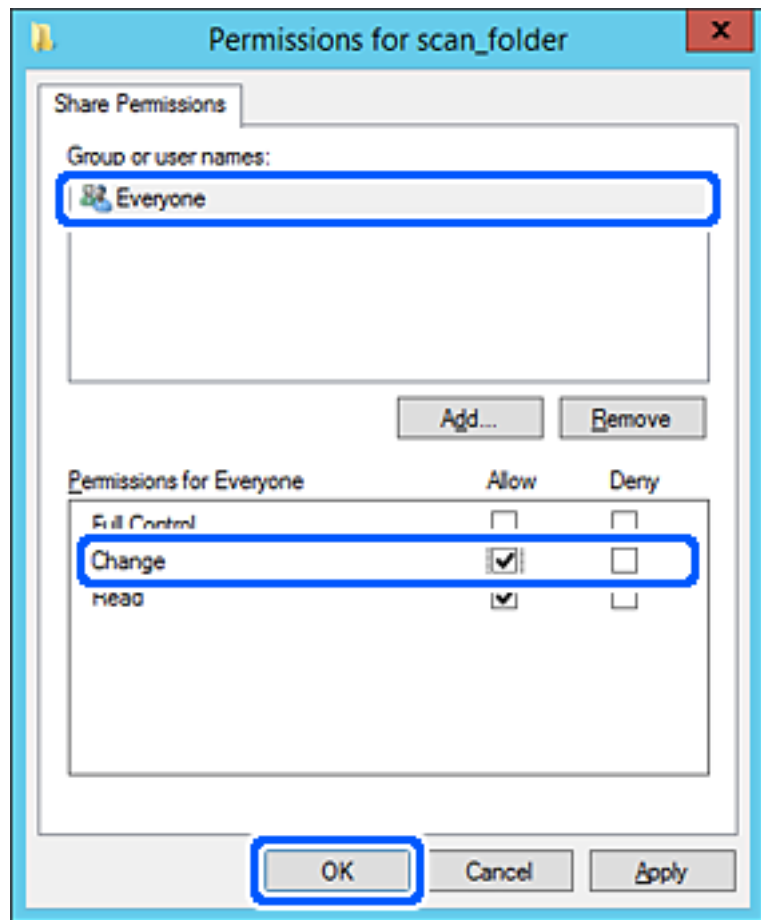 Permissions for scan_folder
Share Permissions
Group or user names:
Everyone
Add... Remove
Permissions for Everyone Allow Deny
Full Control
Change
Read
OK Cancel Apply